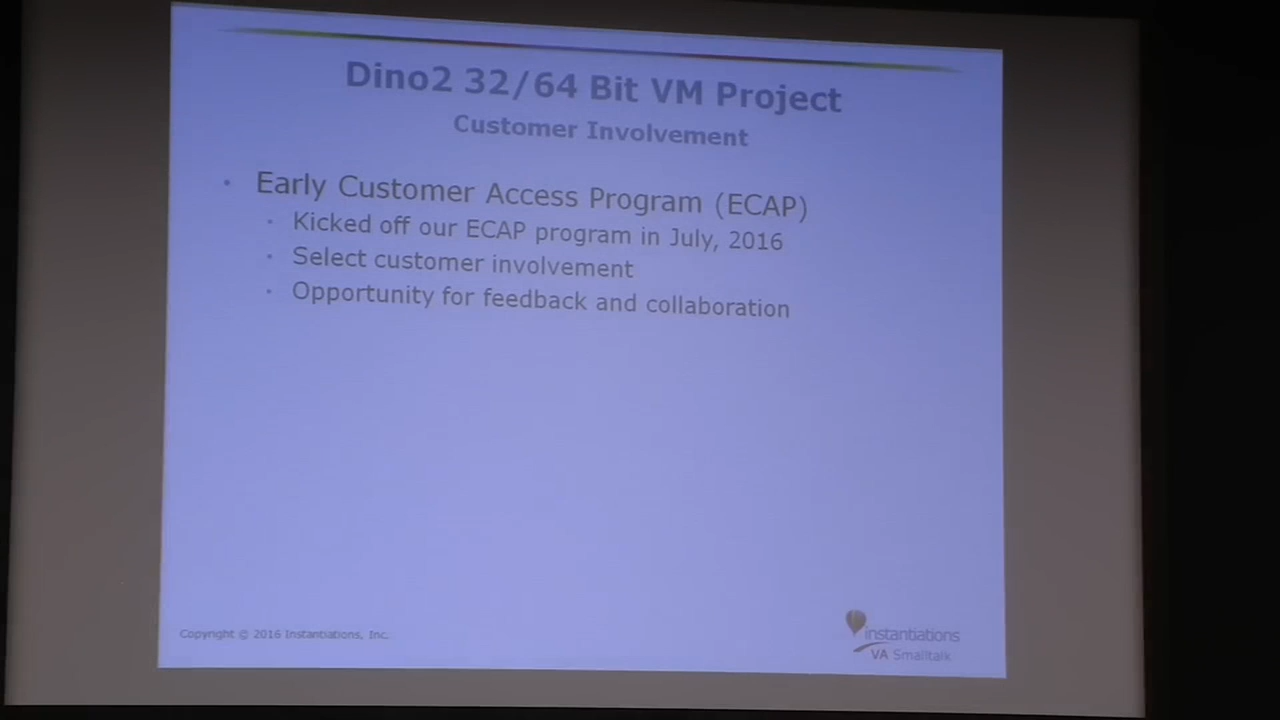 Dino2 32/64 Bit VM Project
Customer Involvement
• Early Customer Access Program (ECAP)
• Kicked off our ECAP program in July, 2016
• Select customer involvement
• Opportunity for feedback and collaboration
Copyright © 2016 Instantiations, Inc.
instantiations
VA Smalltalk